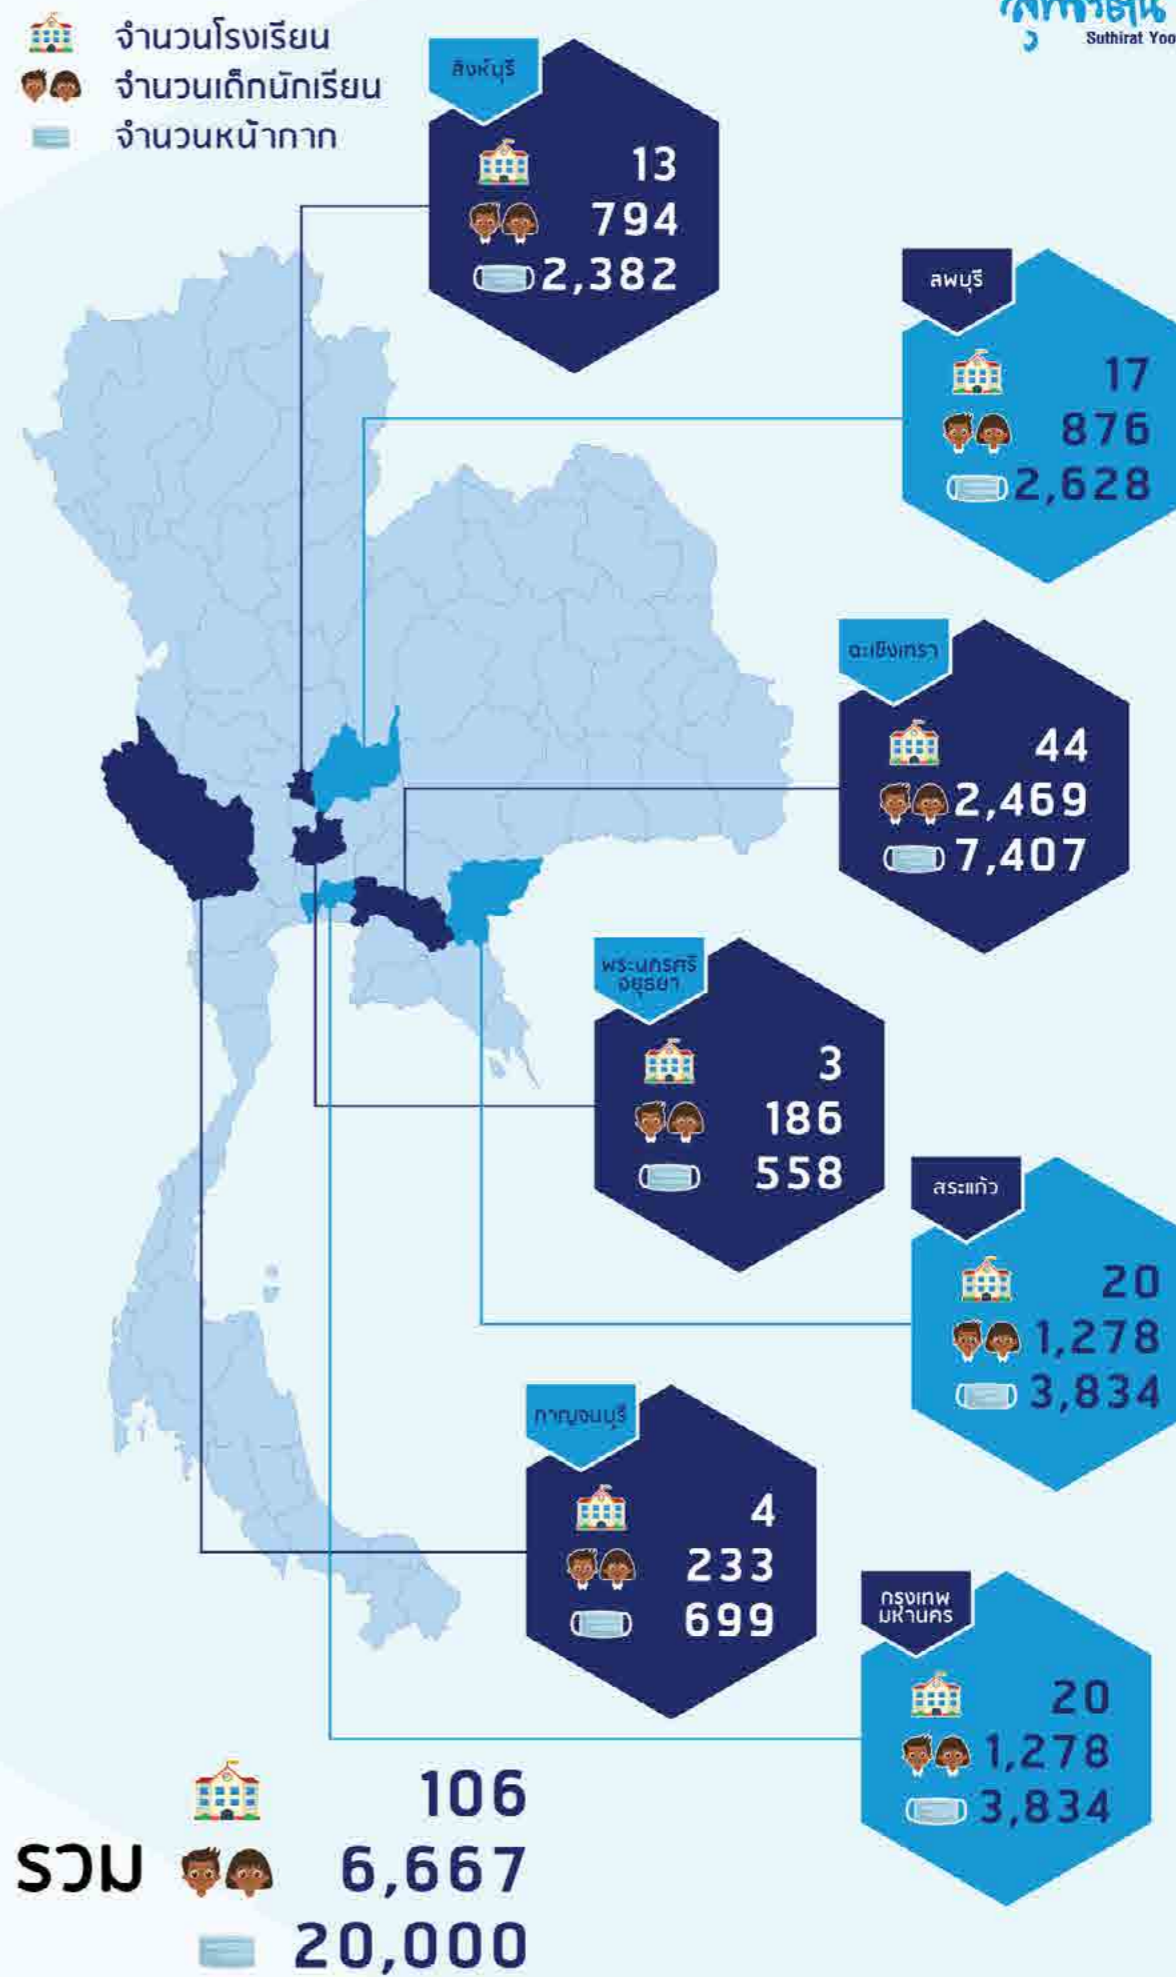 จำนวนโรงเรียน
จำนวนเด็กนักเรียน
จำนวนหน้ากาก
Suthirat Yoo
สิงห์บุรี
13
794
2,382
ลพบุรี
17
876
2,628
ฉะเชิงเทรา
44
2,469
7,407
พระนครศรี
อยุธยา
3
186
558
สระแก้ว
20
1,278
3,834
กาญจนบุรี
4
233
699
กรุงเทพ
มหานคร
20
1,278
3,834
รวม
106
6,667
20,000